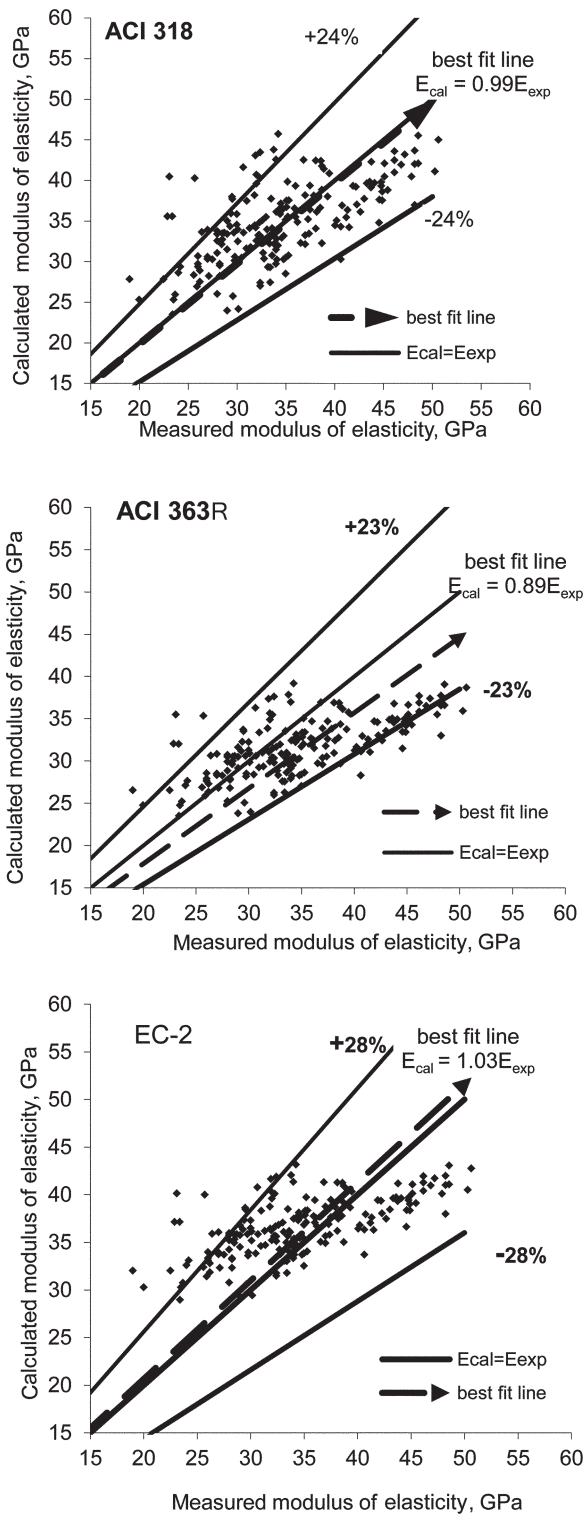 ACI 318
+24%
best fit line
E_cal = 0.99E_exp
-24%
best fit line
Ecal=Eexp
Calculated modulus of elasticity, GPa
60
55
50
45
40
35
30
25
20
15
15 20 25 30 35 40 45 50 55 60
Measured modulus of elasticity, GPa
ACI 363R
+23%
best fit line
E_cal = 0.89E_exp
-23%
best fit line
Ecal=Eexp
Calculated modulus of elasticity, GPa
60
55
50
45
40
35
30
25
20
15
15 20 25 30 35 40 45 50 55 60
Measured modulus of elasticity, GPa
EC-2
+28%
best fit line
E_cal = 1.03E_exp
-28%
Ecal=Eexp
best fit line
Calculated modulus of elasticity, GPa
60
55
50
45
40
35
30
25
20
15
15 20 25 30 35 40 45 50 55 60
Measured modulus of elasticity, GPa